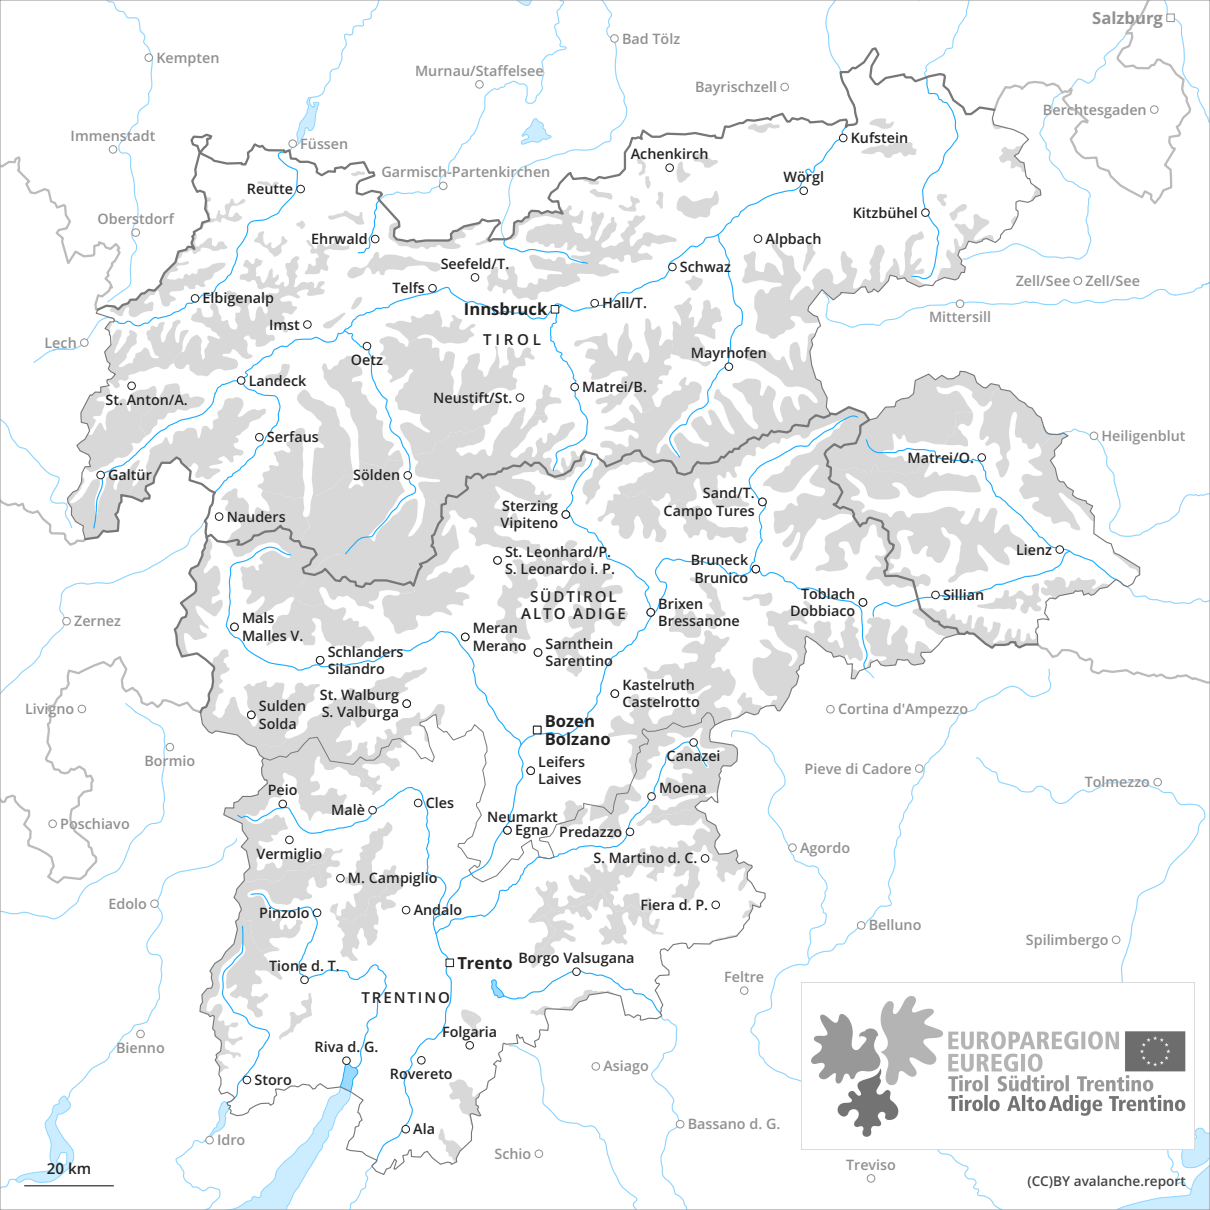 Salzburg
Bad Tölz
Kempten
Murnau/Staffelsee
Bayrischzell
Berchtesgaden
Immenstadt
Füssen
Kufstein
Achenkirch
Garmisch-Partenkirchen
Wörgl
Reutte
Oberstdorf
Kitzbühel
Ehrwald
Alpbach
Seefeld/T.
Schwaz
Zell/See
Zell/See
Telfs
Elbigenalp
Hall/T.
Innsbruck
Mittersill
Imst
TIROL
Lech
Mayrhofen
Oetz
Landeck
Matrei/B.
St. Anton/A.
Neustift/St.
Serfaus
Heiligenblut
Matrei/O.
Galtür
Sölden
Sand/T.
Campo Tures
Sterzing
Vipiteno
Nauders
St. Leonhard/P.
S. Leonardo i. P.
Lienz
Bruneck
Brunico
SÜDTIROL
ALTO ADIGE
Toblach
Dobbiaco
Sillian
Brixen
Bressanone
Mals
Malles V.
Zernez
Meran
Merano
Sarnthein
Sarentino
Schlanders
Silandro
Kastelruth
Castelrotto
St. Walburg
S. Valburga
Sulden
Solda
Livigno
Cortina d'Ampezzo
Bozen
Bolzano
Bormio
Canazei
Leifers
Laives
Pieve di Cadore
Tolmezzo
Peio
Moena
Malè
Cles
Neumarkt
Egna
Predazzo
Poschiavo
Vermiglio
Agordo
S. Martino d. C.
M. Campiglio
Edolo
Pinzolo
Andalo
Fiera d. P.
Belluno
Spilimbergo
Trento
Borgo Valsugana
Tione d. T.
Feltre
TRENTINO
Folgaria
Bienno
Riva d. G.
Rovereto
Asiago
Storo
EUROPAREGION
EUREGIO
Tirol Südtirol Trentino
Tirolo Alto Adige Trentino
Ala
Bassano d. G.
Idro
Schio
Treviso
20 km
(CC)BY avalanche.report